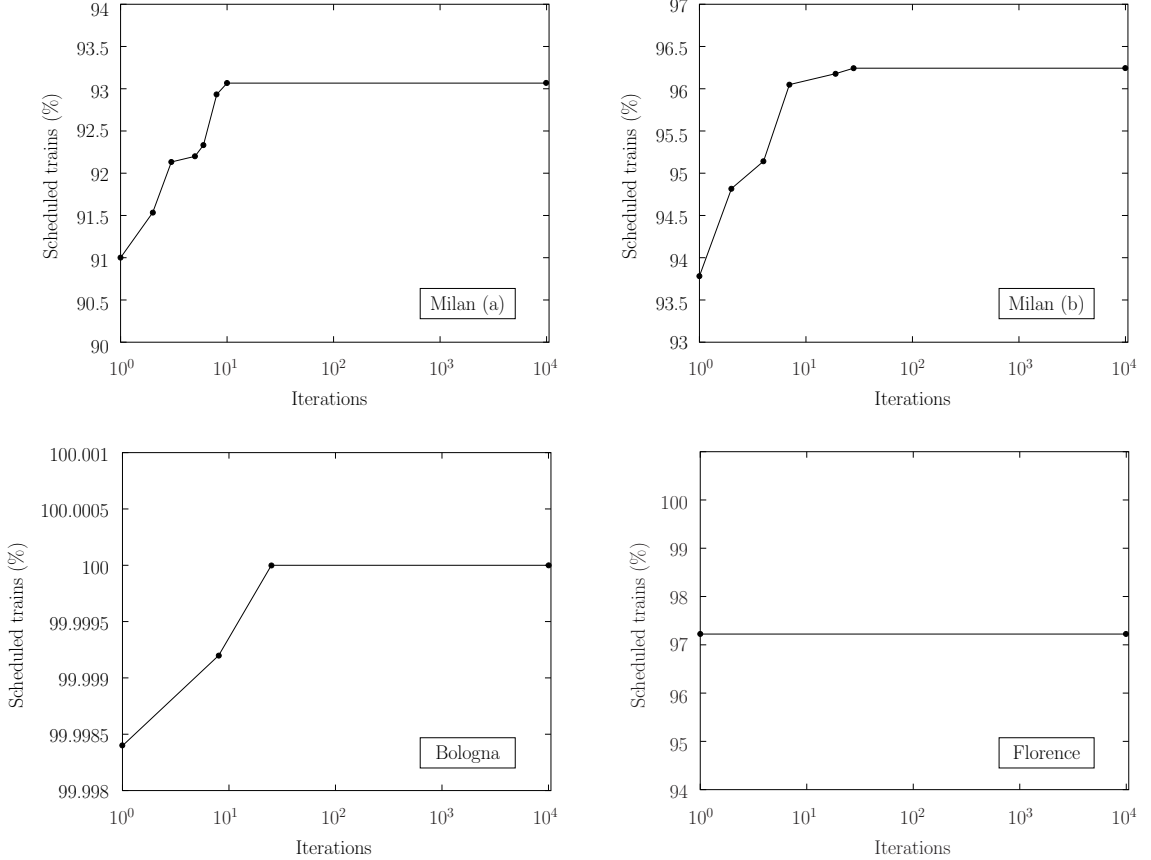 94
93.5
93
92.5
92
91.5
91
90.5
90
Scheduled trains (%)
10^0 10^1 10^2 10^3 10^4
Iterations
Milan (a)
97
96.5
96
95.5
95
94.5
94
93.5
93
Scheduled trains (%)
10^0 10^1 10^2 10^3 10^4
Iterations
Milan (b)
100.001
100.0005
100
99.9995
99.999
99.9985
99.998
Scheduled trains (%)
10^0 10^1 10^2 10^3 10^4
Iterations
Bologna
100
99
98
97
96
95
94
Scheduled trains (%)
10^0 10^1 10^2 10^3 10^4
Iterations
Florence